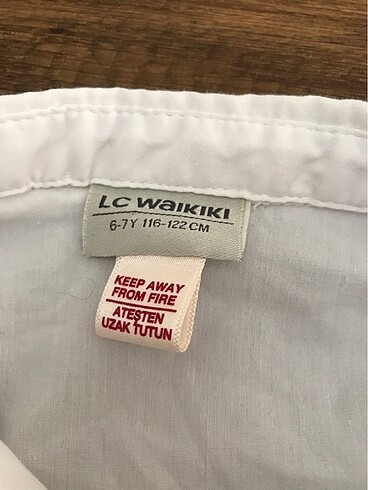 LC WAIKIKI
6-7Y 116-122 CM
KEEP AWAY
FROM FIRE
ATEŞTEN
UZAK TUTUN